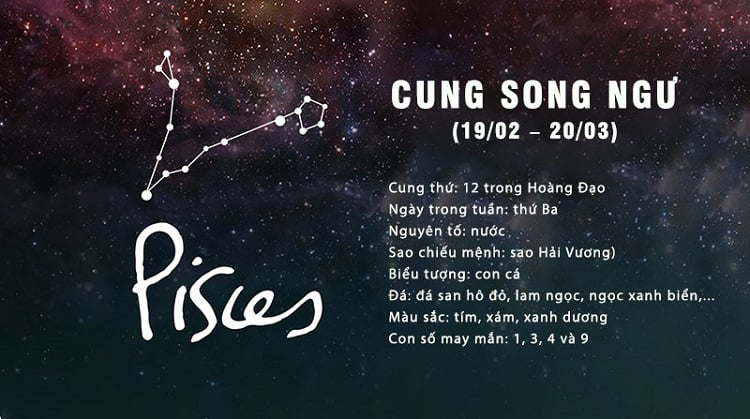 CUNG SONG NGƯ
(19/02 – 20/03)
Cung thứ: 12 trong Hoàng Đạo
Ngày trong tuần: thứ Ba
Nguyên tố: nước
Sao chiếu mệnh: sao Hải Vương)
Biểu tượng: con cá
Đá: đá san hô đỏ, lam ngọc, ngọc xanh biển,...
Màu sắc: tím, xám, xanh dương
Con số may mắn: 1, 3, 4 và 9
Pisces